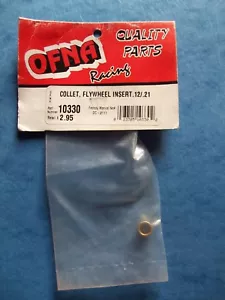 OFNA
QUALITY
PARTS
Racing
COLLET, FLYWHEEL INSERT .12/.21
10330
2.95